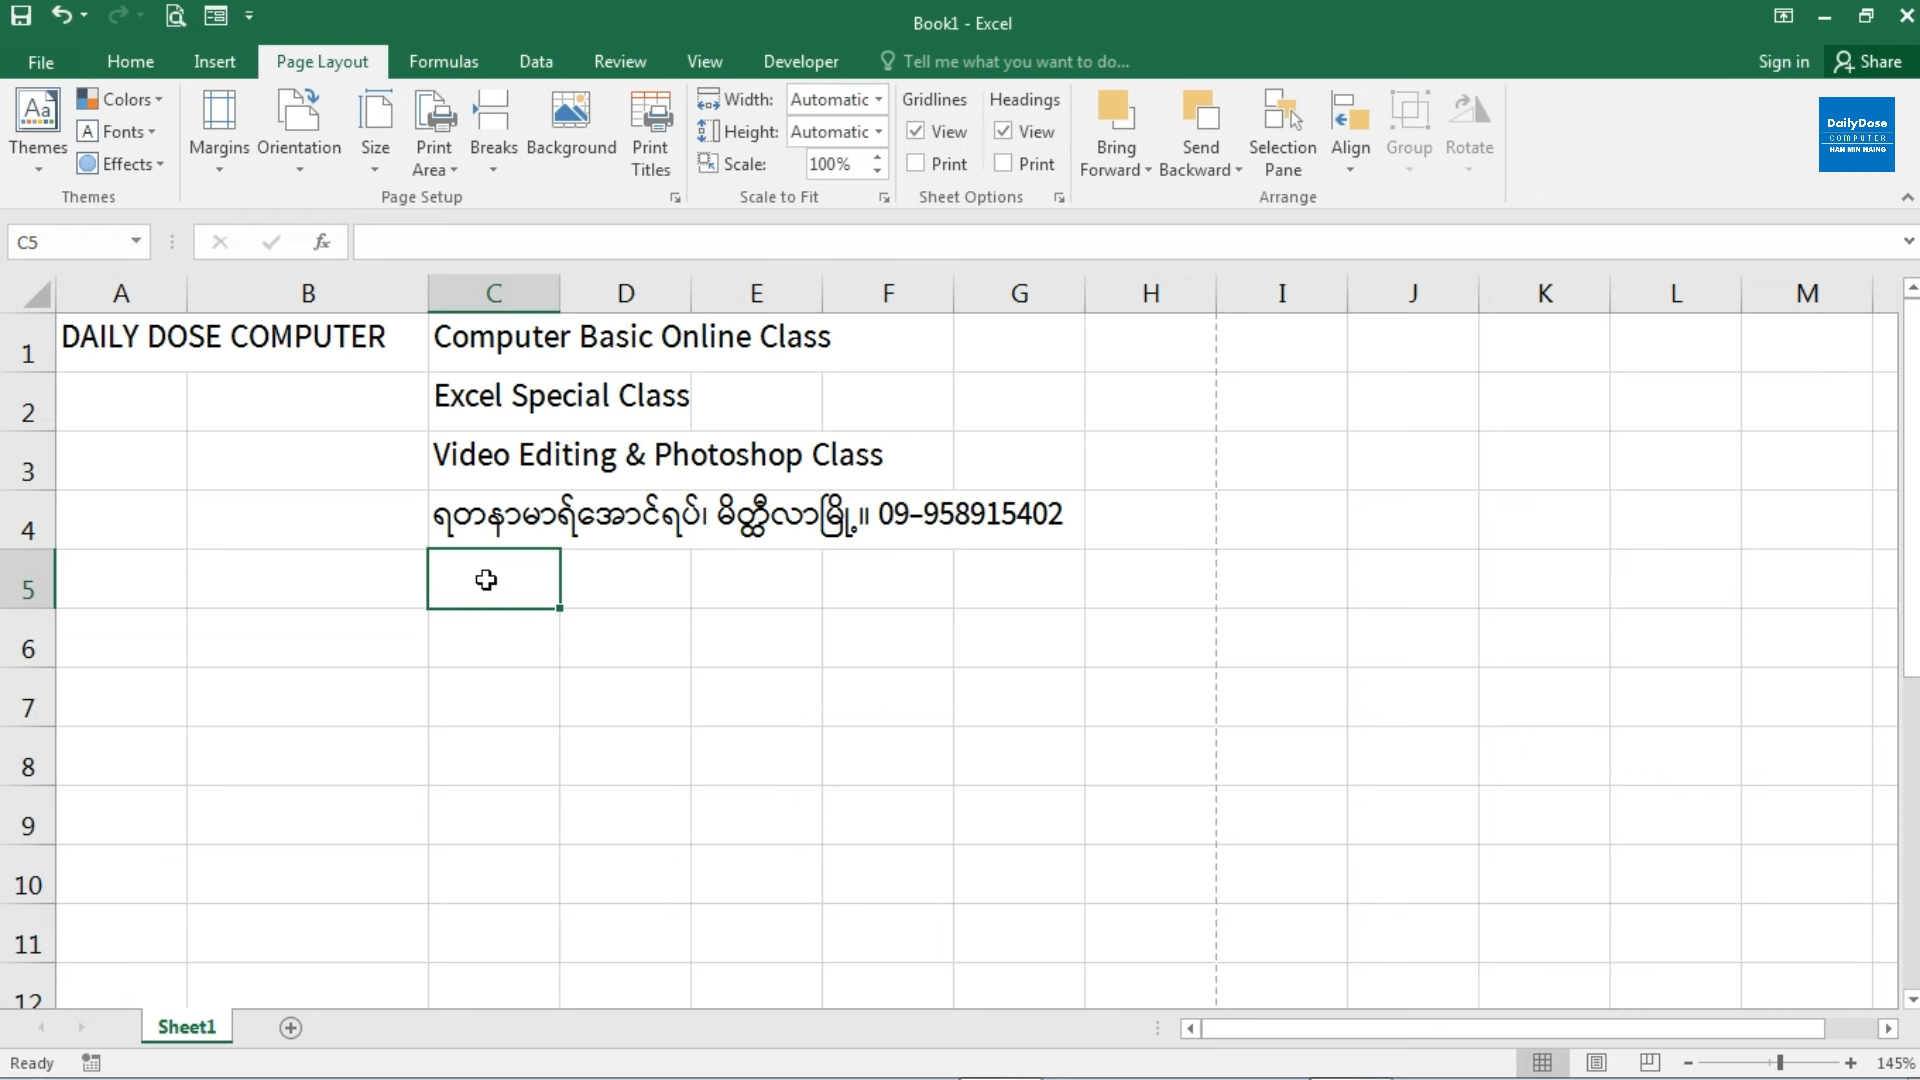 Book1 - Excel
File Home Insert Page Layout Formulas Data Review View Developer Tell me what you want to do... Sign in Share
Themes Colors Fonts Effects Themes
Margins Orientation Size Print Area Breaks Background Print Titles Page Setup
Width: Automatic
Height: Automatic
Scale: 100%
Scale to Fit
Gridlines Headings
View View
Print Print
Sheet Options
Bring Forward Send Backward Selection Pane Align Group Rotate
Arrange
DailyDose
COMPUTER
HAN MIN NAING
C5 fx
A B C D E F G H I J K L M
1 DAILY DOSE COMPUTER Computer Basic Online Class
2 Excel Special Class
3 Video Editing & Photoshop Class
4 ရတနာမာရ်အောင်ရပ်၊ မိတ္ထီလာမြို့။ 09-958915402
5
6
7
8
9
10
11
12
Sheet1
Ready 145%